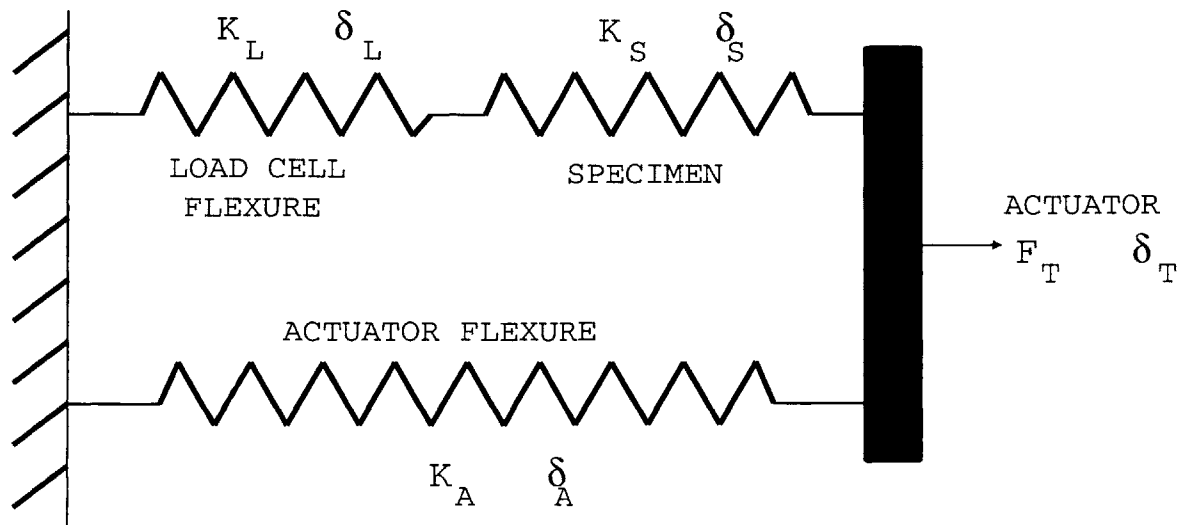 K_L δ_L K_S δ_S
LOAD CELL
FLEXURE
SPECIMEN
ACTUATOR
F_T δ_T
ACTUATOR FLEXURE
K_A δ_A